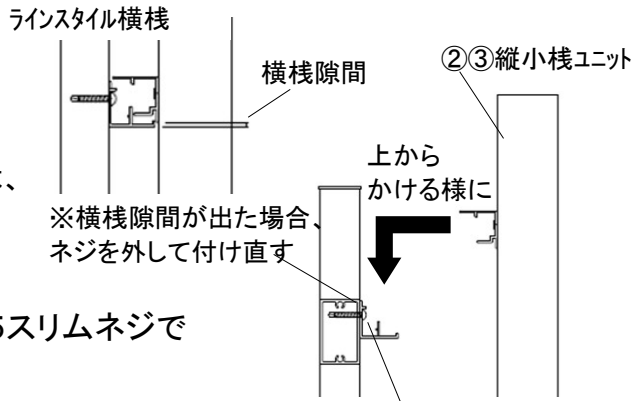 ラインスタイル横桟
横桟隙間
②③縦小桟ユニット
上から
かける様に
、
※横桟隙間が出た場合、
ネジを外して付け直す
スリムネジで